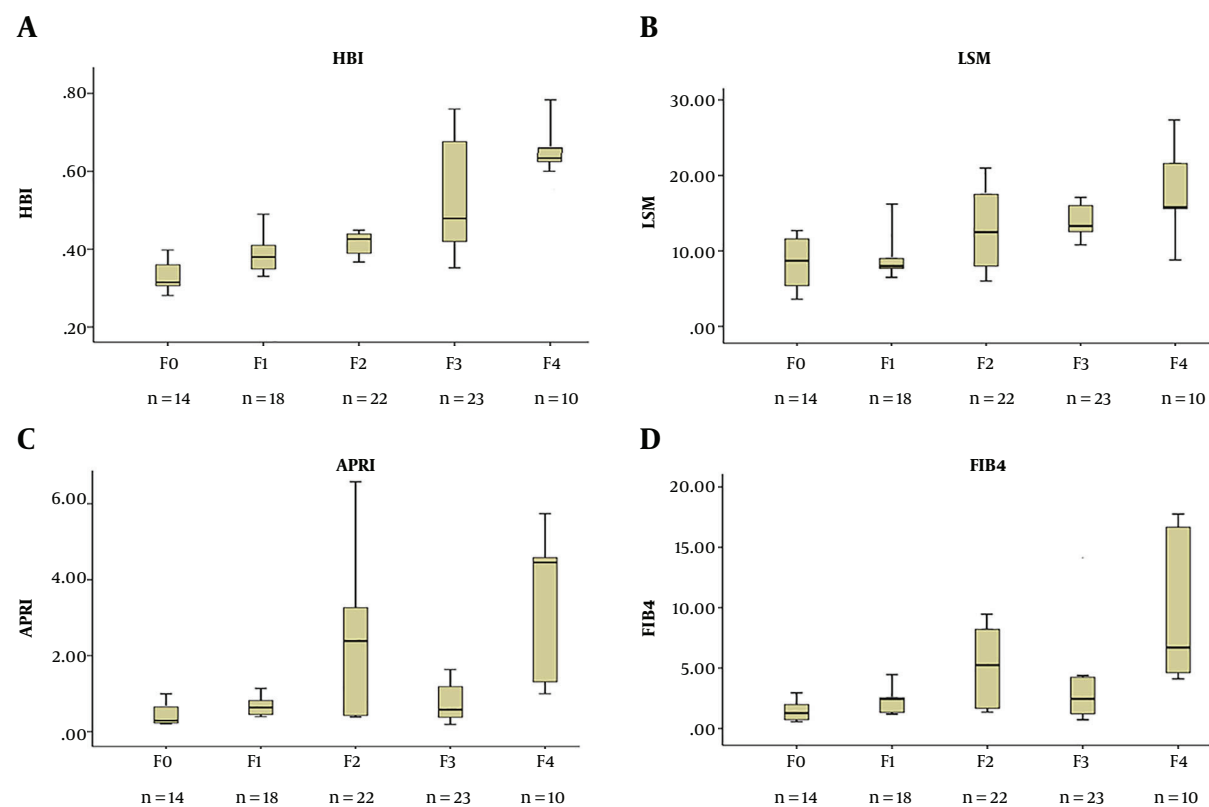 A
HBI
HBI
.80
.60
.40
.20
F0 F1 F2 F3 F4
n = 14 n = 18 n = 22 n = 23 n = 10
B
LSM
LSM
30.00
20.00
10.00
.00
F0 F1 F2 F3 F4
n = 14 n = 18 n = 22 n = 23 n = 10
C
APRI
APRI
6.00
4.00
2.00
.00
F0 F1 F2 F3 F4
n = 14 n = 18 n = 22 n = 23 n = 10
D
FIB4
FIB4
20.00
15.00
10.00
5.00
.00
F0 F1 F2 F3 F4
n = 14 n = 18 n = 22 n = 23 n = 10